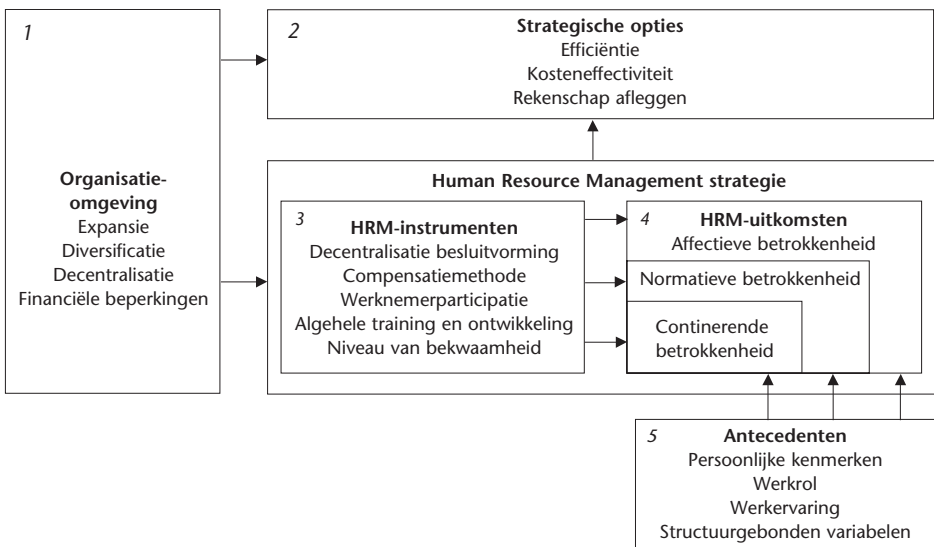 1
Organisatie-
omgeving
Expansie
Diversificatie
Decentralisatie
Financiële beperkingen
2
Strategische opties
Efficiëntie
Kosteneffectiviteit
Rekenschap afleggen
Human Resource Management strategie
3
HRM-instrumenten
Decentralisatie besluitvorming
Compensatiemethode
Werknemerparticipatie
Algehele training en ontwikkeling
Niveau van bekwaamheid
4
HRM-uitkomsten
Affectieve betrokkenheid
Normatieve betrokkenheid
Continerende
betrokkenheid
5
Antecedenten
Persoonlijke kenmerken
Werkrol
Werkervaring
Structuurgebonden variabelen